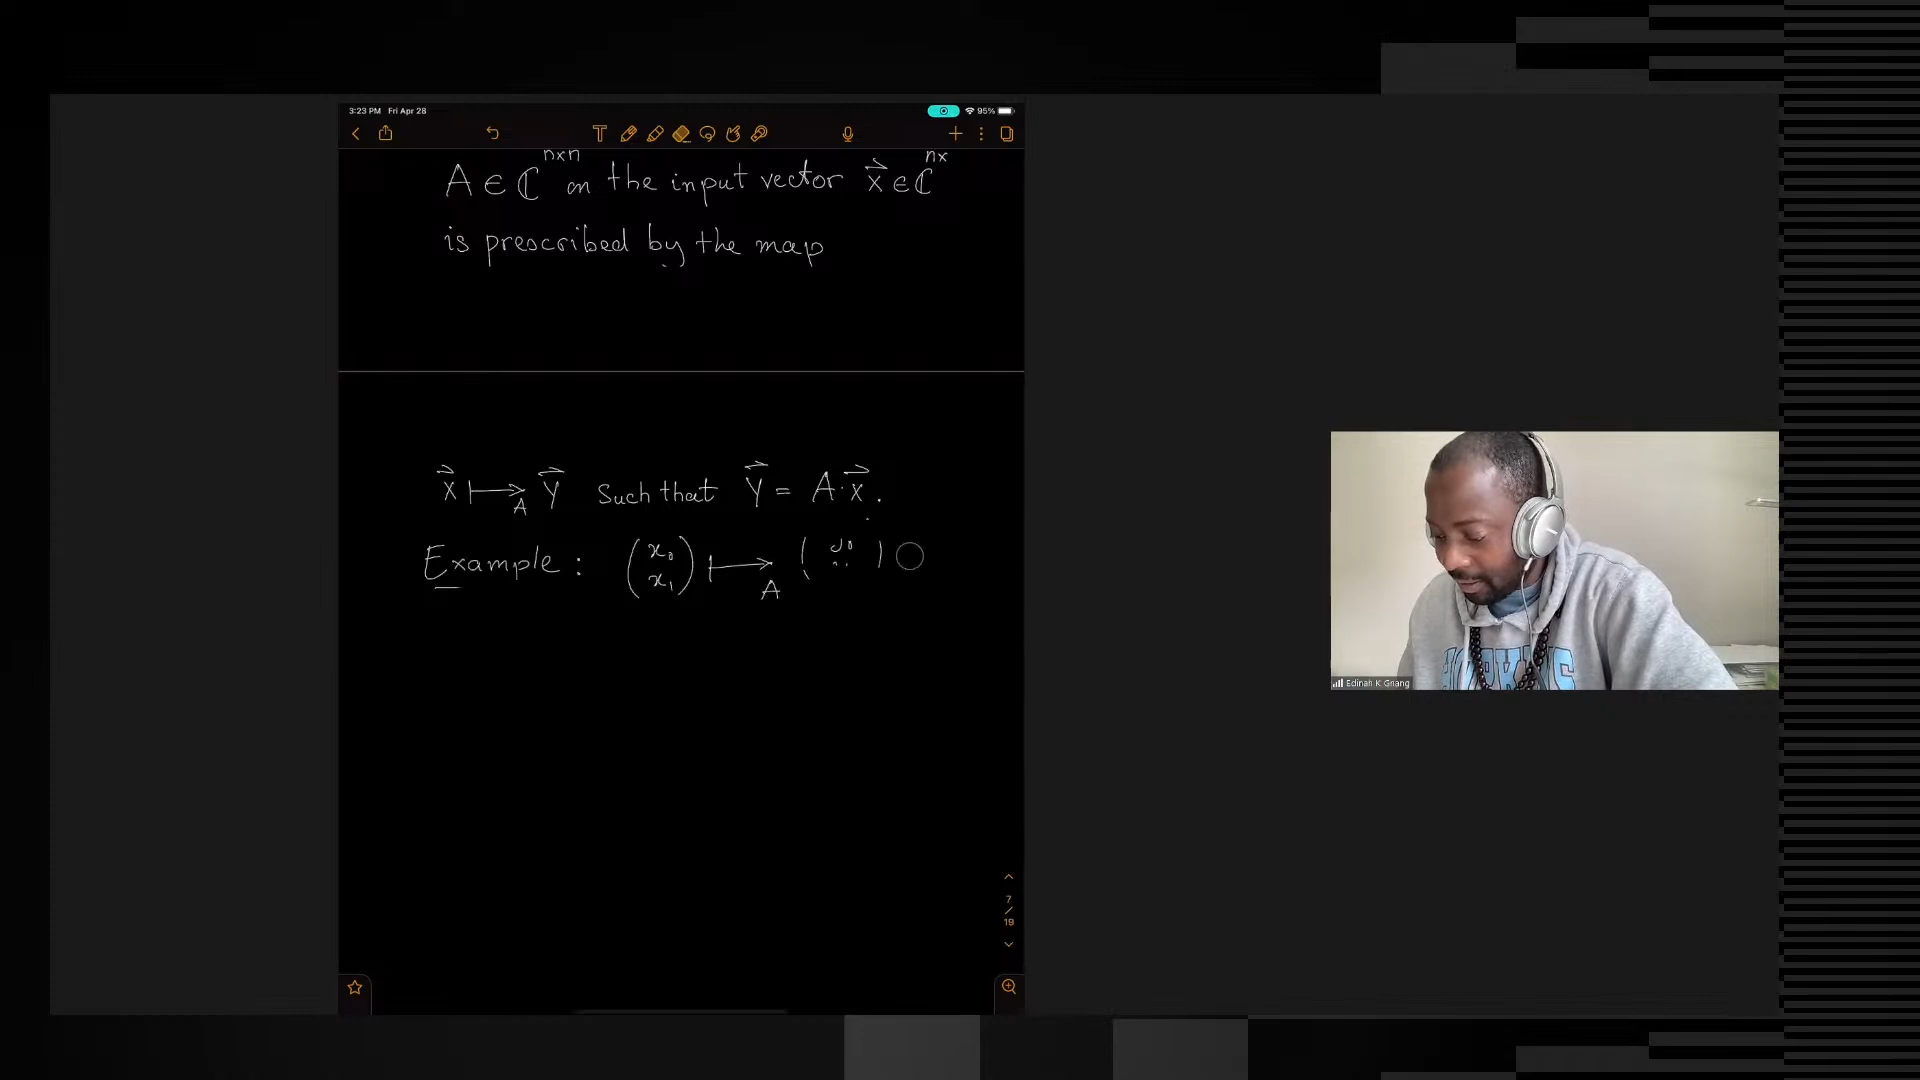 3:23 PM Fri Apr 28
95%
A ∈ ℂ^{n×n} on the input vector x⃗ ∈ ℂ^{n×}
is prescribed by the map
x⃗ ⟼_A y⃗ Such that y⃗ = A·x⃗.
Example : (x₀ x₁) ⟼_A
7 / 19
Edinah K Gnang